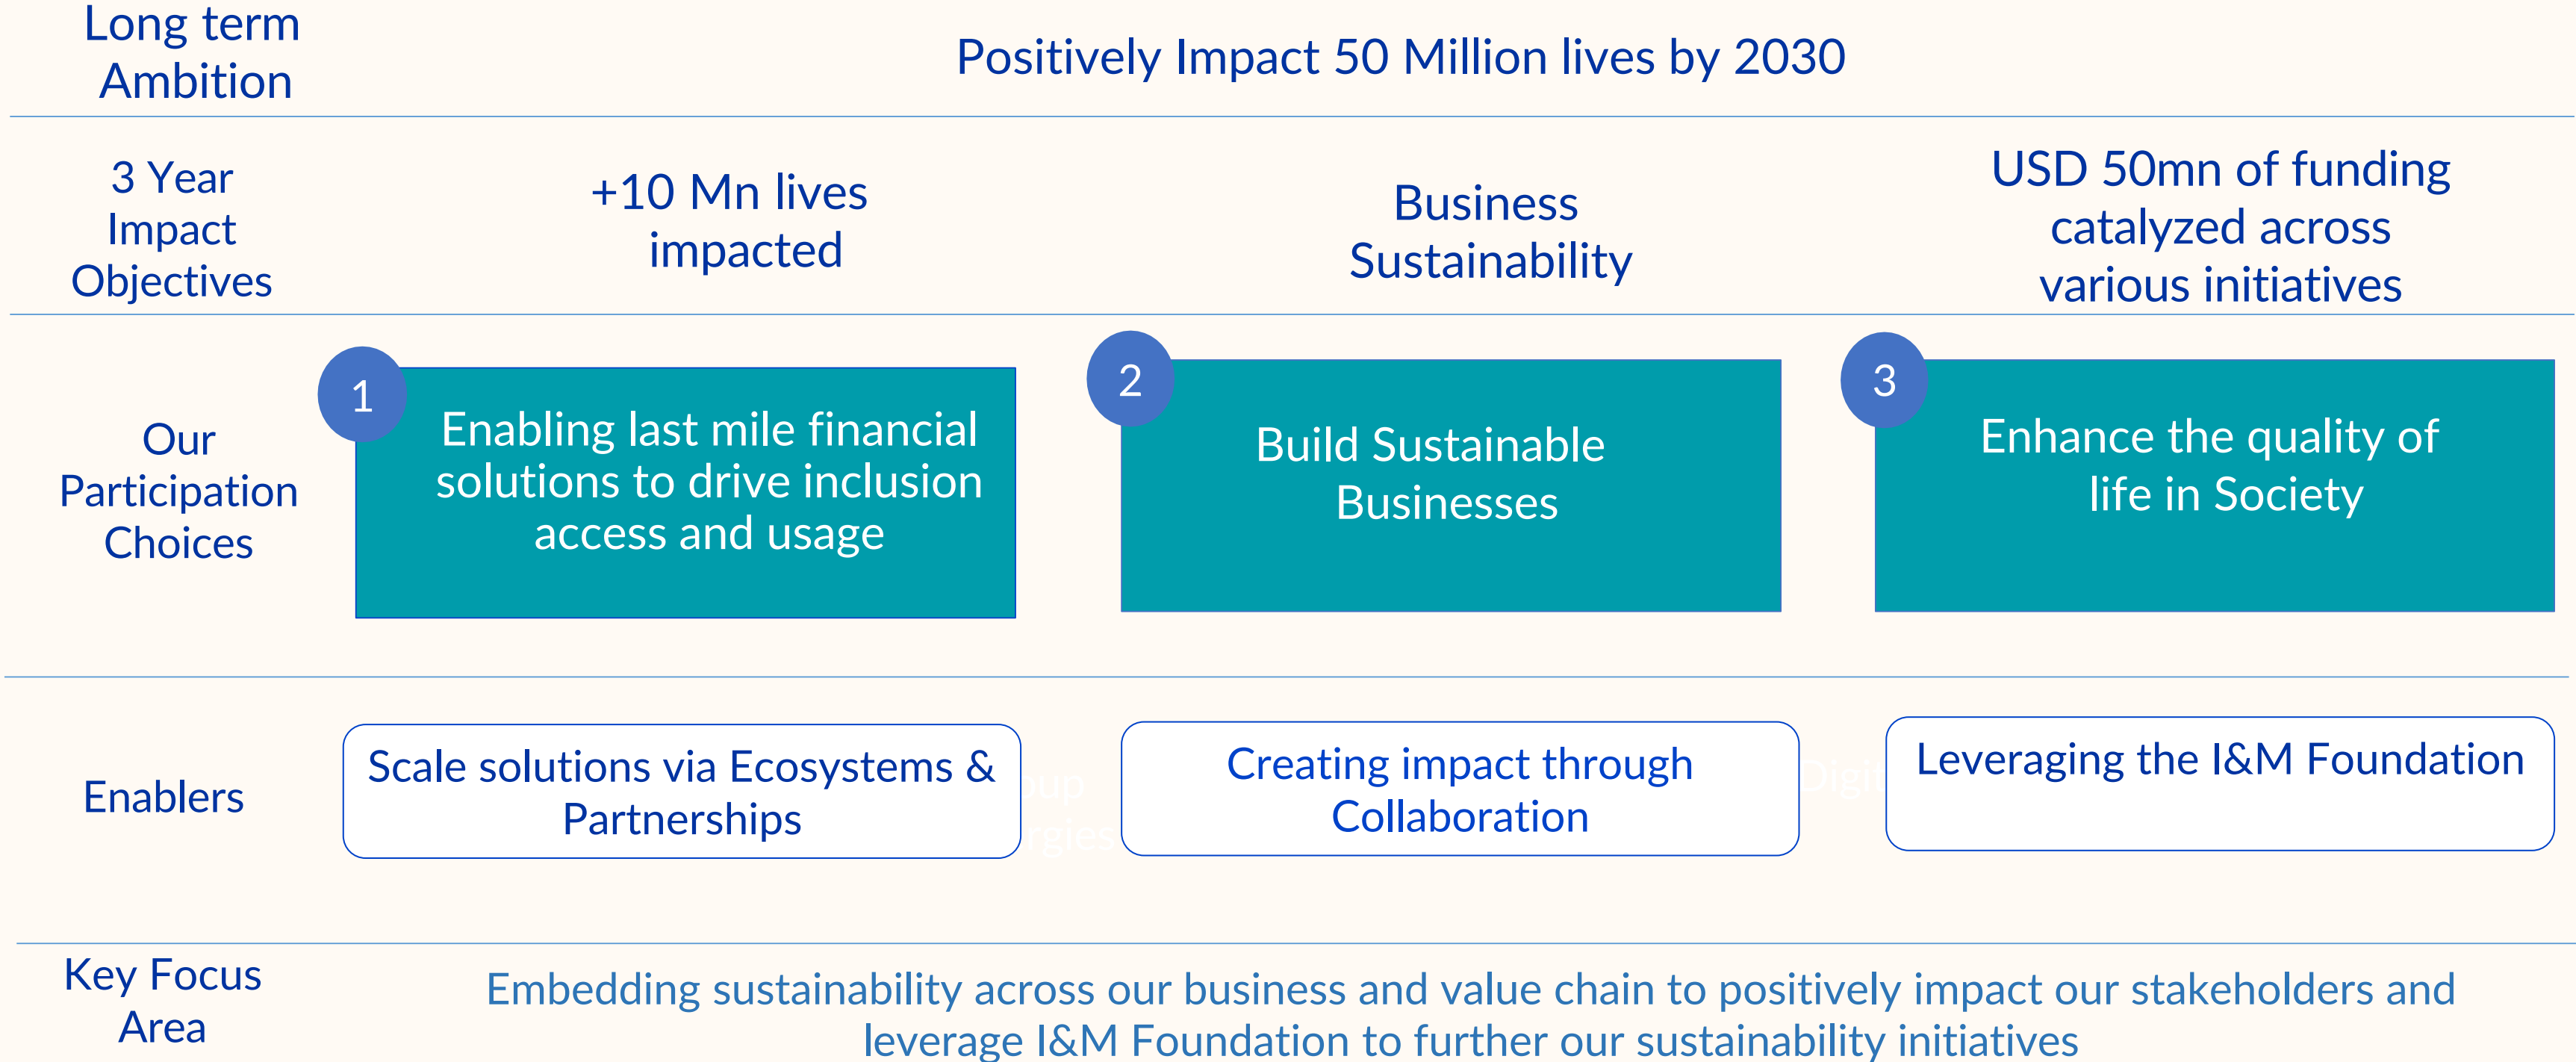 Long term
Ambition
Positively Impact 50 Million lives by 2030
3 Year
Impact
Objectives
+10 Mn lives
impacted
Business
Sustainability
USD 50mn of funding
catalyzed across
various initiatives
Our
Participation
Choices
1
Enabling last mile financial
solutions to drive inclusion
access and usage
2
Build Sustainable
Businesses
3
Enhance the quality of
life in Society
Enablers
Scale solutions via Ecosystems &
Partnerships
Creating impact through
Collaboration
Leveraging the I&M Foundation
Key Focus
Area
Embedding sustainability across our business and value chain to positively impact our stakeholders and
leverage I&M Foundation to further our sustainability initiatives